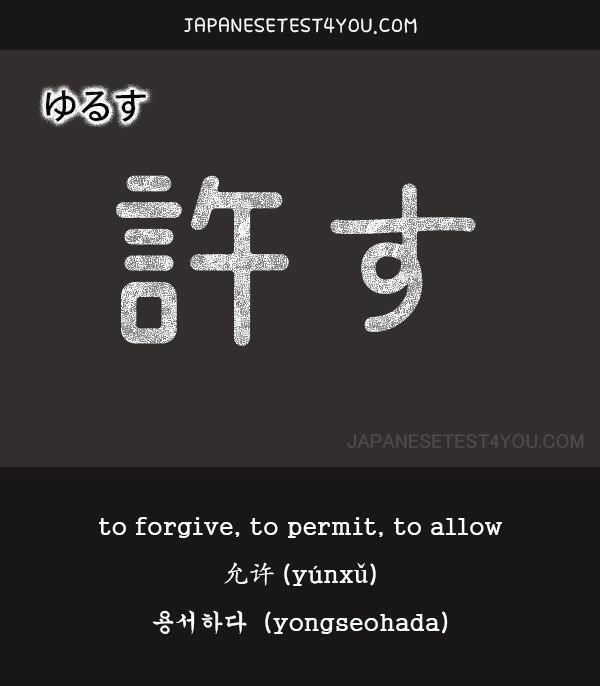 JAPANESETEST4YOU.COM
ゆるす
許す
JAPANESETEST4YOU.COM
to forgive, to permit, to allow
允许 (yúnxǔ)
용서하다 (yongseohada)